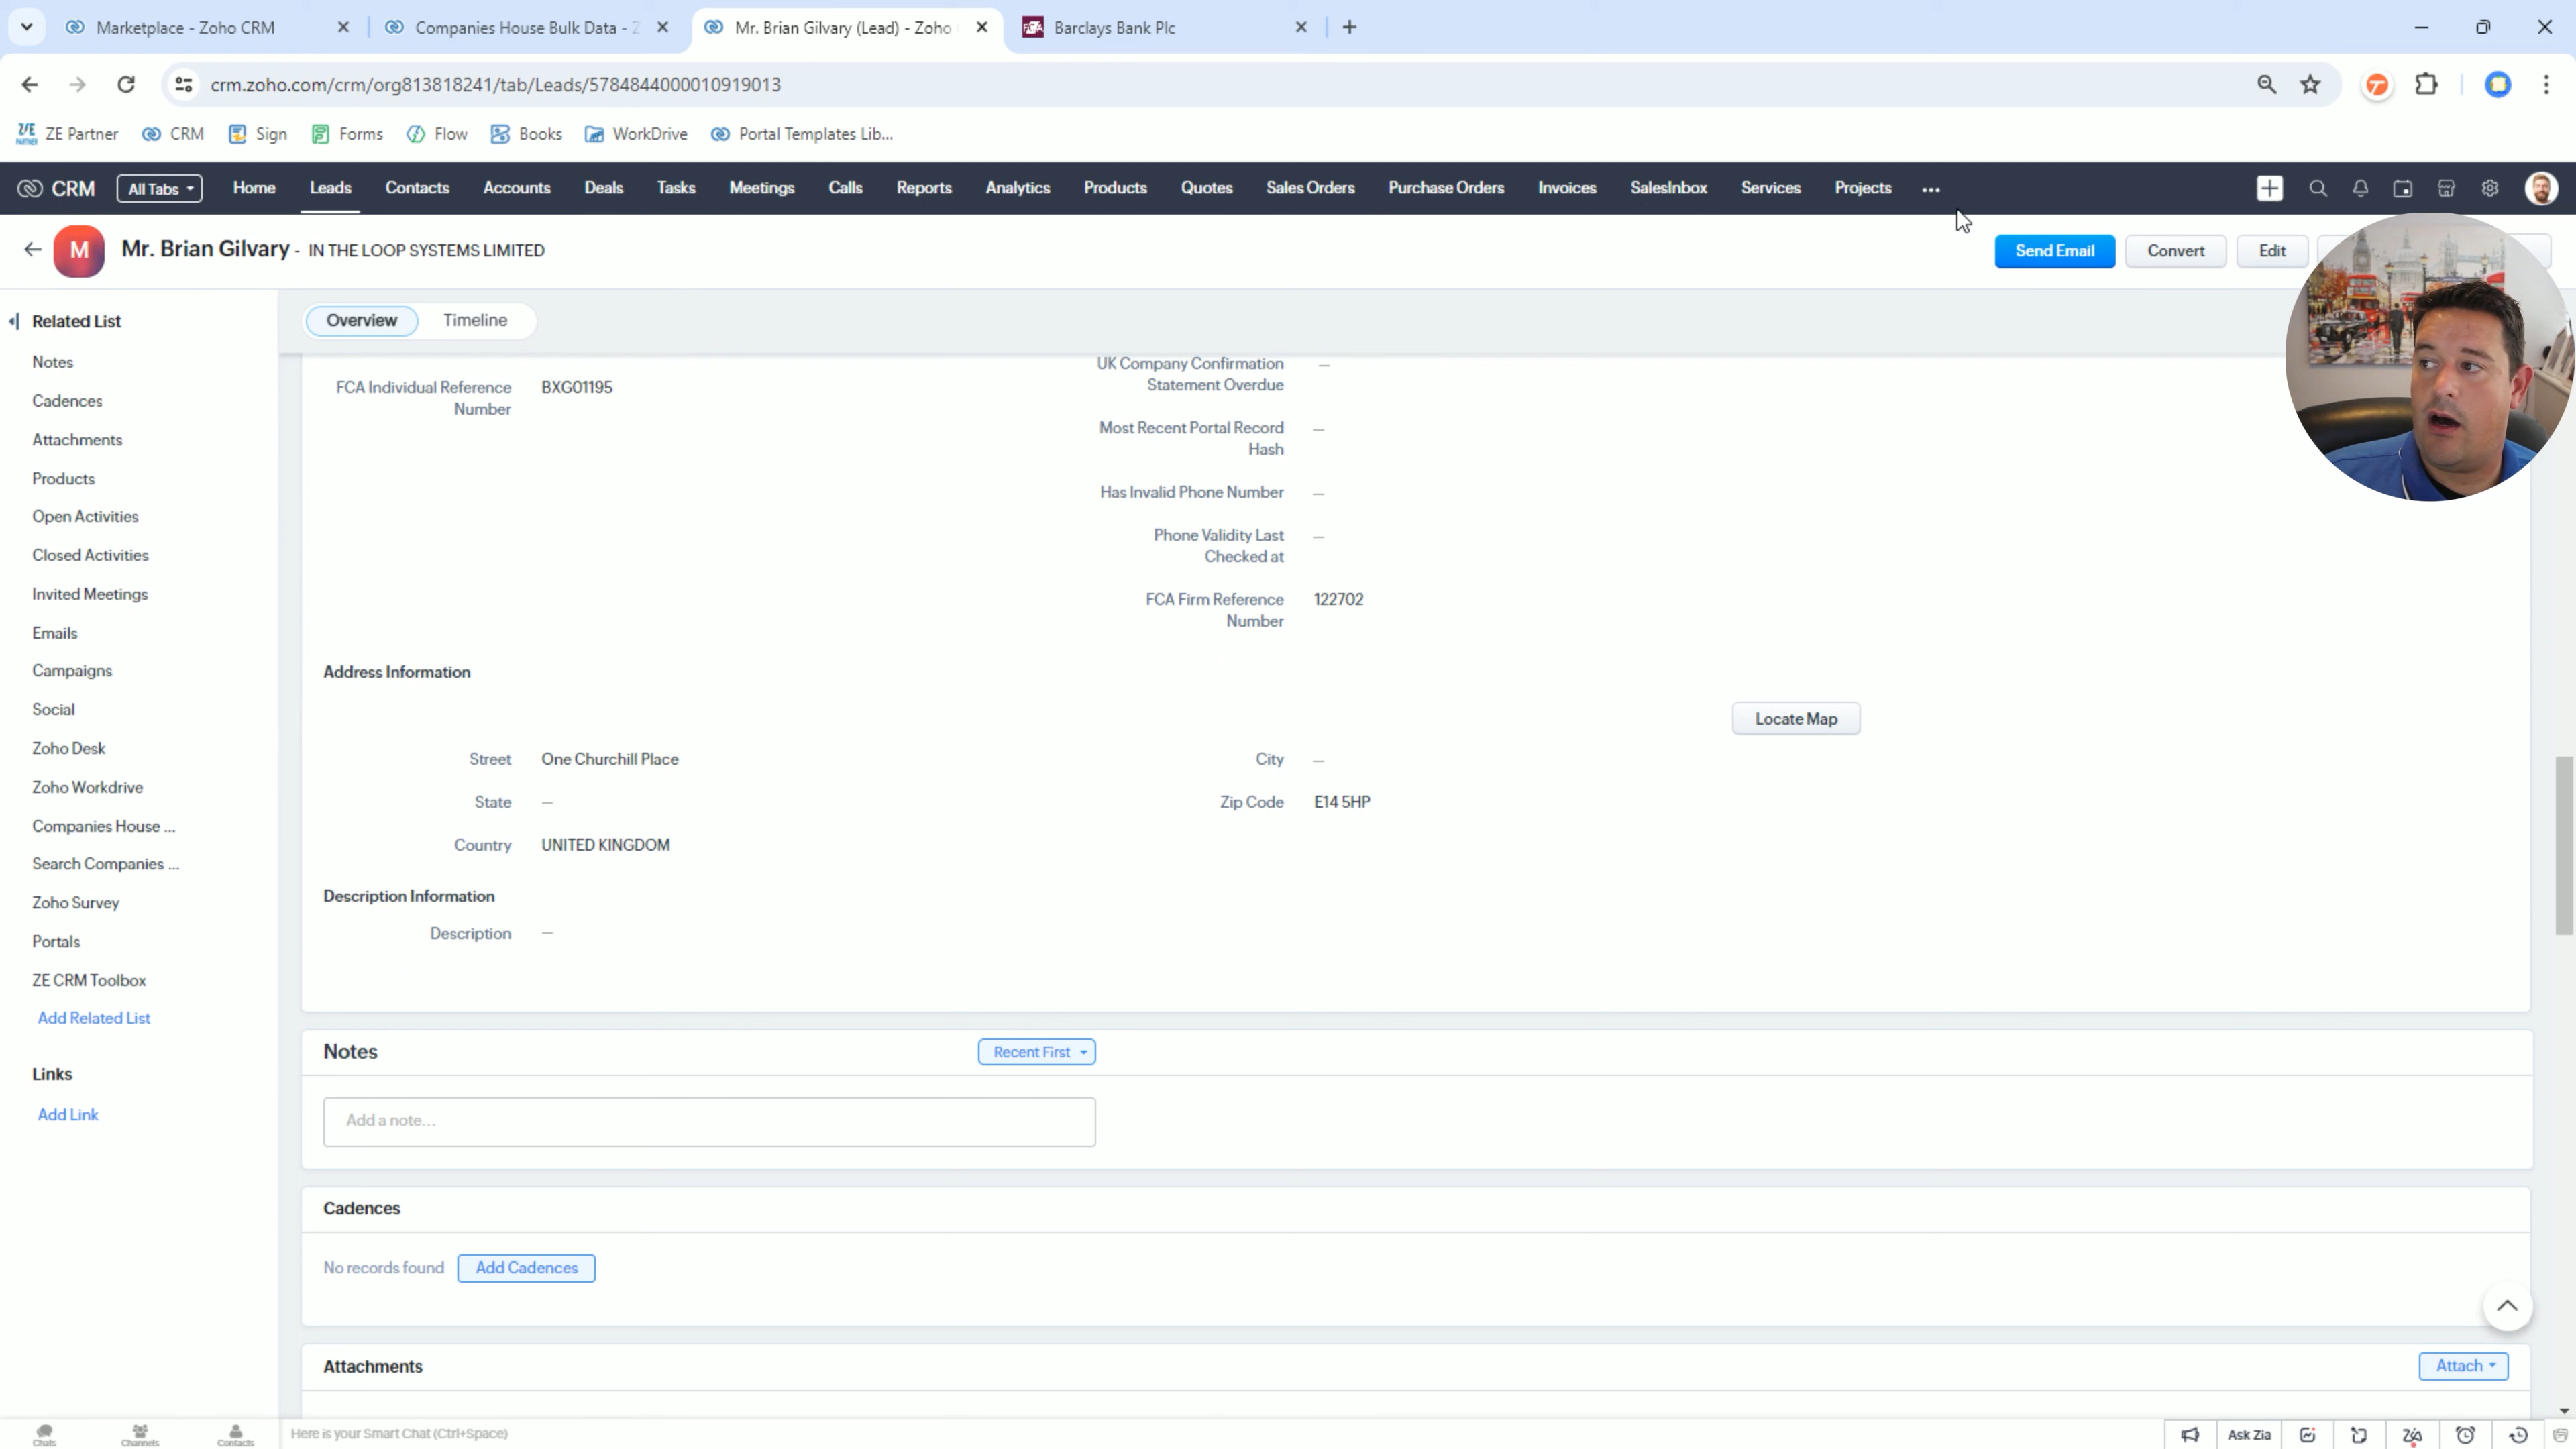 Marketplace - Zoho CRM
Companies House Bulk Data - Z
Mr. Brian Gilvary (Lead) - Zoho
Barclays Bank Plc
crm.zoho.com/crm/org813818241/tab/Leads/5784844000010919013
ZE Partner
CRM
Sign
Forms
Flow
Books
WorkDrive
Portal Templates Lib...
CRM
All Tabs
Home
Leads
Contacts
Accounts
Deals
Tasks
Meetings
Calls
Reports
Analytics
Products
Quotes
Sales Orders
Purchase Orders
Invoices
SalesInbox
Services
Projects
M
Mr. Brian Gilvary - IN THE LOOP SYSTEMS LIMITED
Send Email
Convert
Edit
Related List
Notes
Cadences
Attachments
Products
Open Activities
Closed Activities
Invited Meetings
Emails
Campaigns
Social
Zoho Desk
Zoho Workdrive
Companies House ...
Search Companies ...
Zoho Survey
Portals
ZE CRM Toolbox
Add Related List
Links
Add Link
Overview
Timeline
FCA Individual Reference
Number
BXG01195
UK Company Confirmation
Statement Overdue
—
Most Recent Portal Record
Hash
—
Has Invalid Phone Number
—
Phone Validity Last
Checked at
—
FCA Firm Reference
Number
122702
Address Information
Locate Map
Street
One Churchill Place
City
—
State
—
Zip Code
E14 5HP
Country
UNITED KINGDOM
Description Information
Description
—
Notes
Recent First
Add a note...
Cadences
No records found
Add Cadences
Attachments
Attach
Chats
Channels
Contacts
Here is your Smart Chat (Ctrl+Space)
Ask Zia